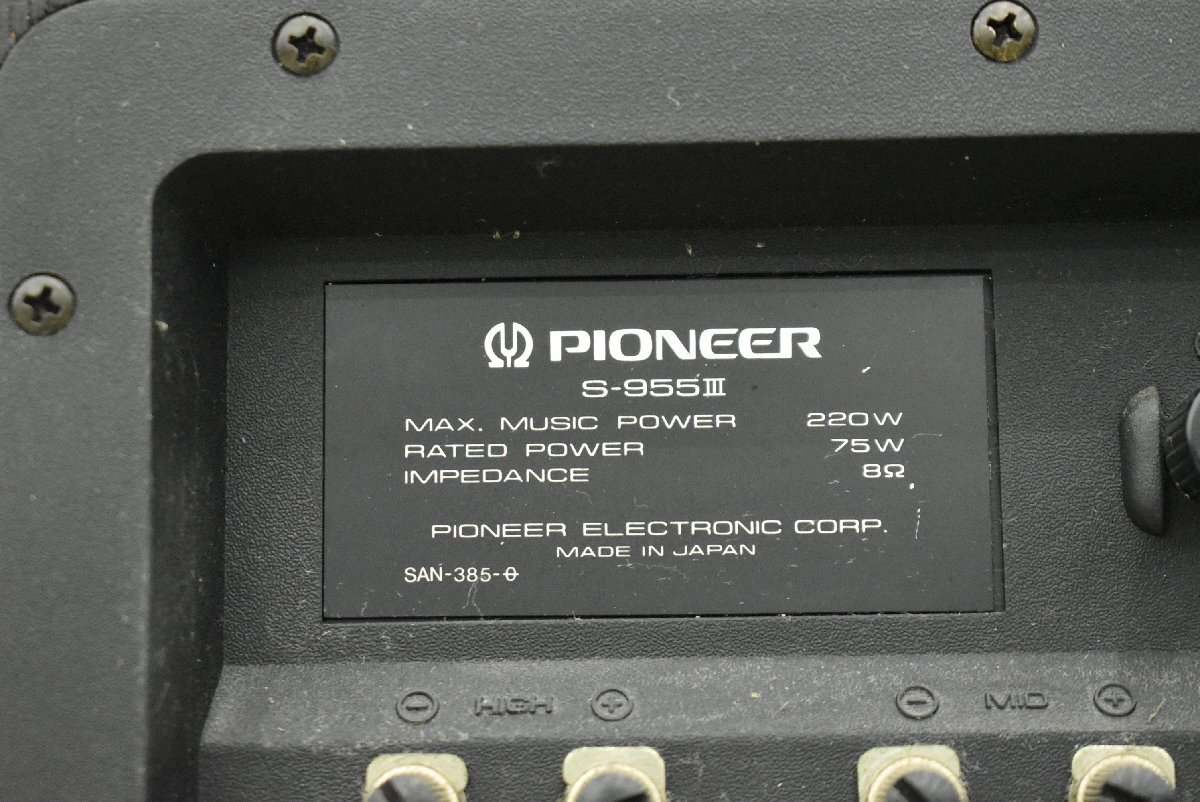 PIONEER
S-955III
MAX. MUSIC POWER 220W
RATED POWER 75W
IMPEDANCE 8Ω
PIONEER ELECTRONIC CORP.
MADE IN JAPAN
SAN-385-0
⊖ HIGH ⊕ ⊖ MID ⊕